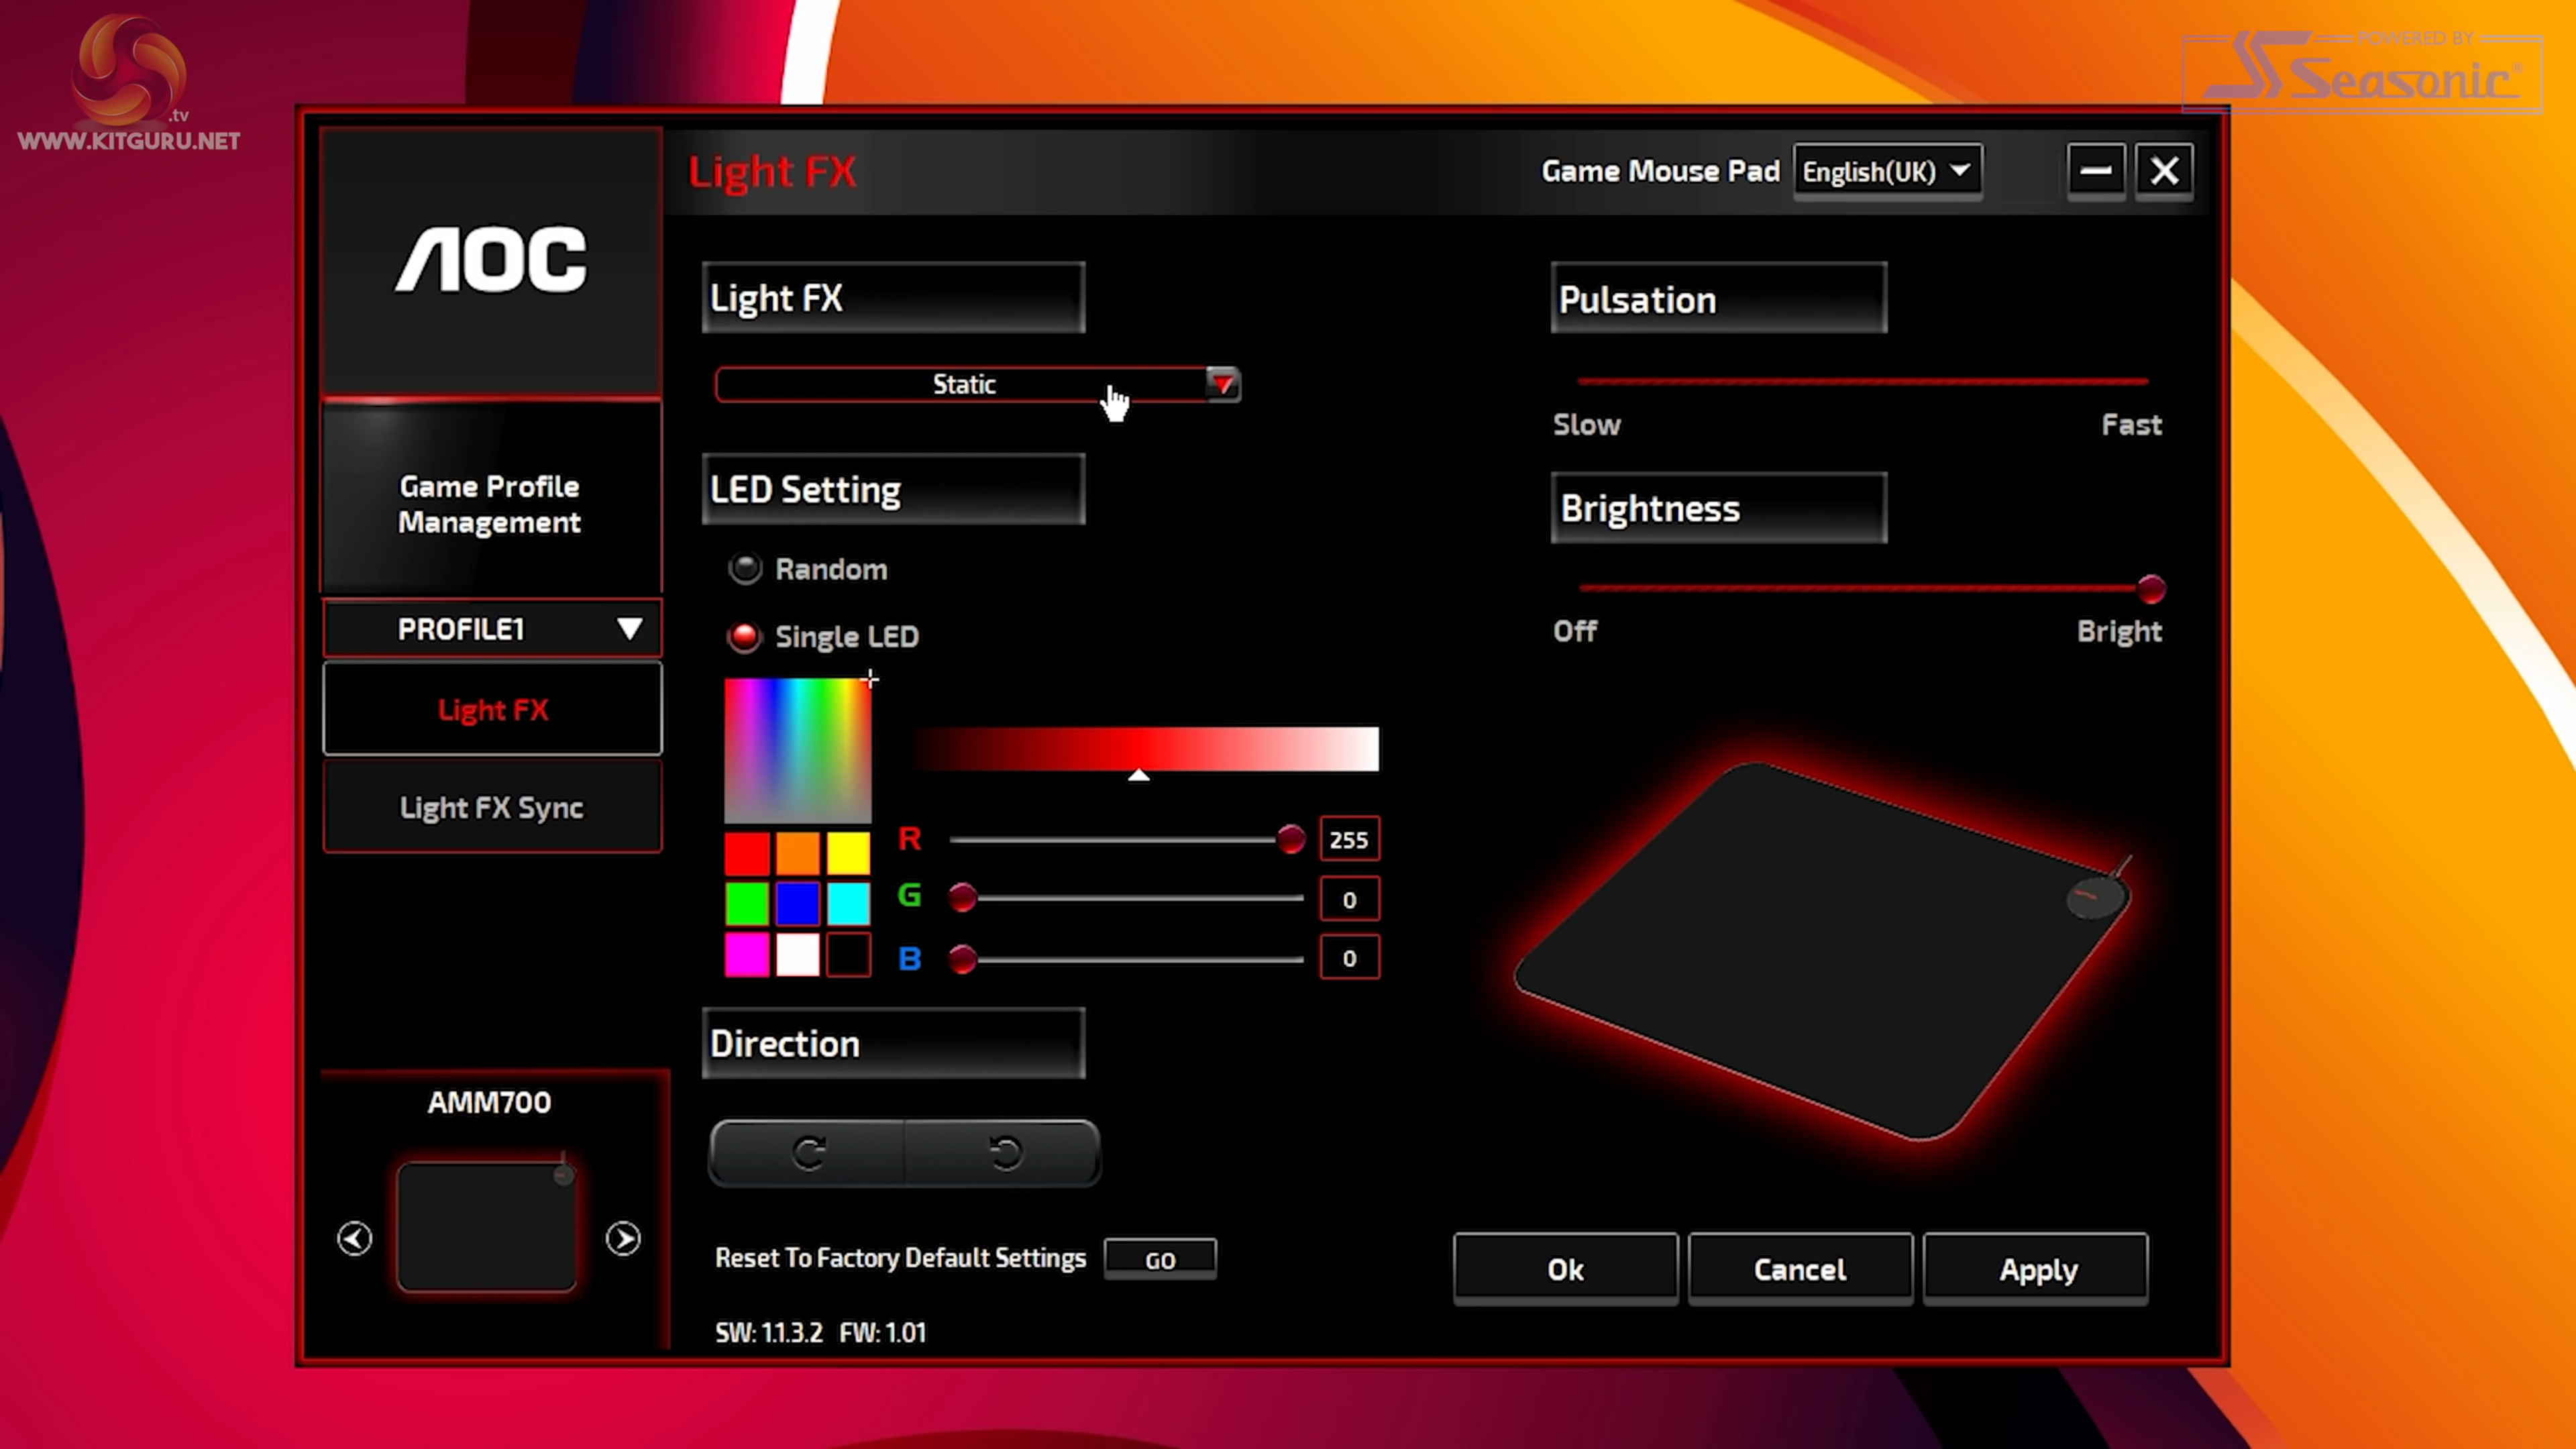 .tv
WWW.KITGURU.NET
POWERED BY
Seasonic®
Light FX
Game Mouse Pad
English(UK)
AOC
Game Profile
Management
PROFILE1
Light FX
Light FX Sync
AMM700
Light FX
Static
LED Setting
Random
Single LED
R
255
G
0
B
0
Direction
Reset To Factory Default Settings
GO
SW: 1.1.3.2 FW: 1.01
Pulsation
Slow
Fast
Brightness
Off
Bright
Ok
Cancel
Apply